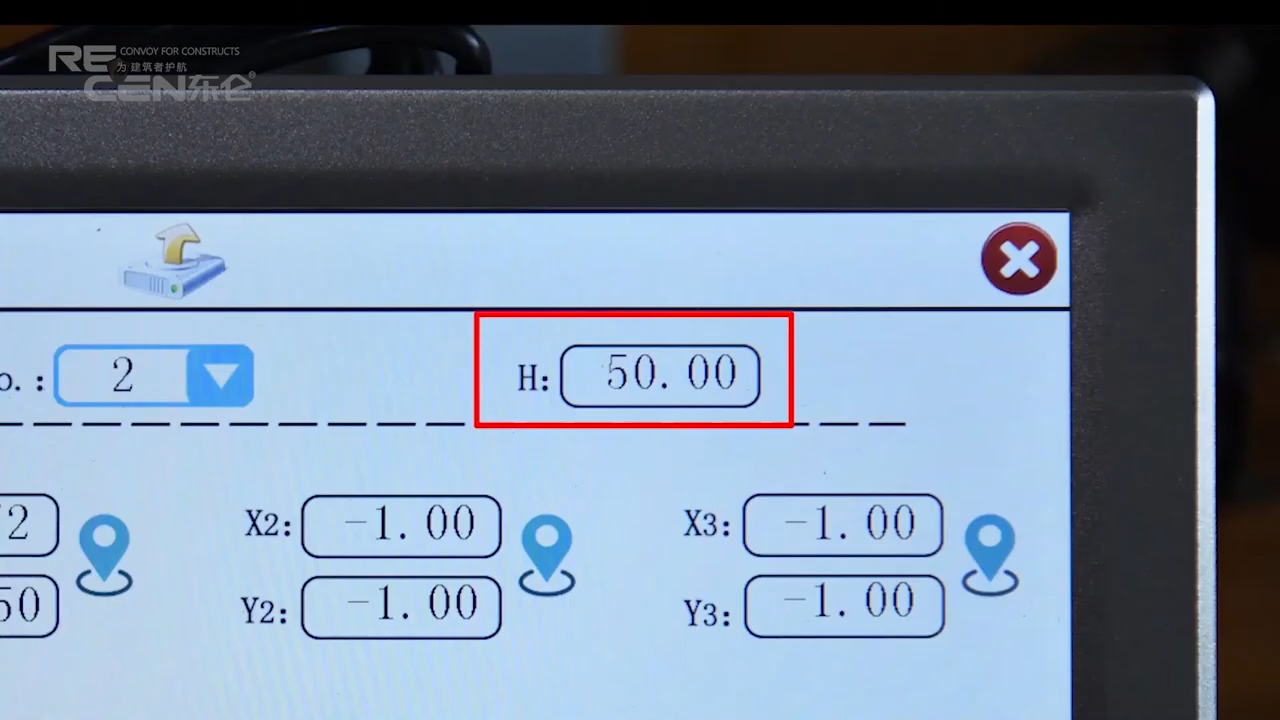 RE CONVOY FOR CONSTRUCTS
为建筑者护航
CEN东仑®
o.: 2
H: 50.00
2
X2: -1.00
X3: -1.00
50
Y2: -1.00
Y3: -1.00